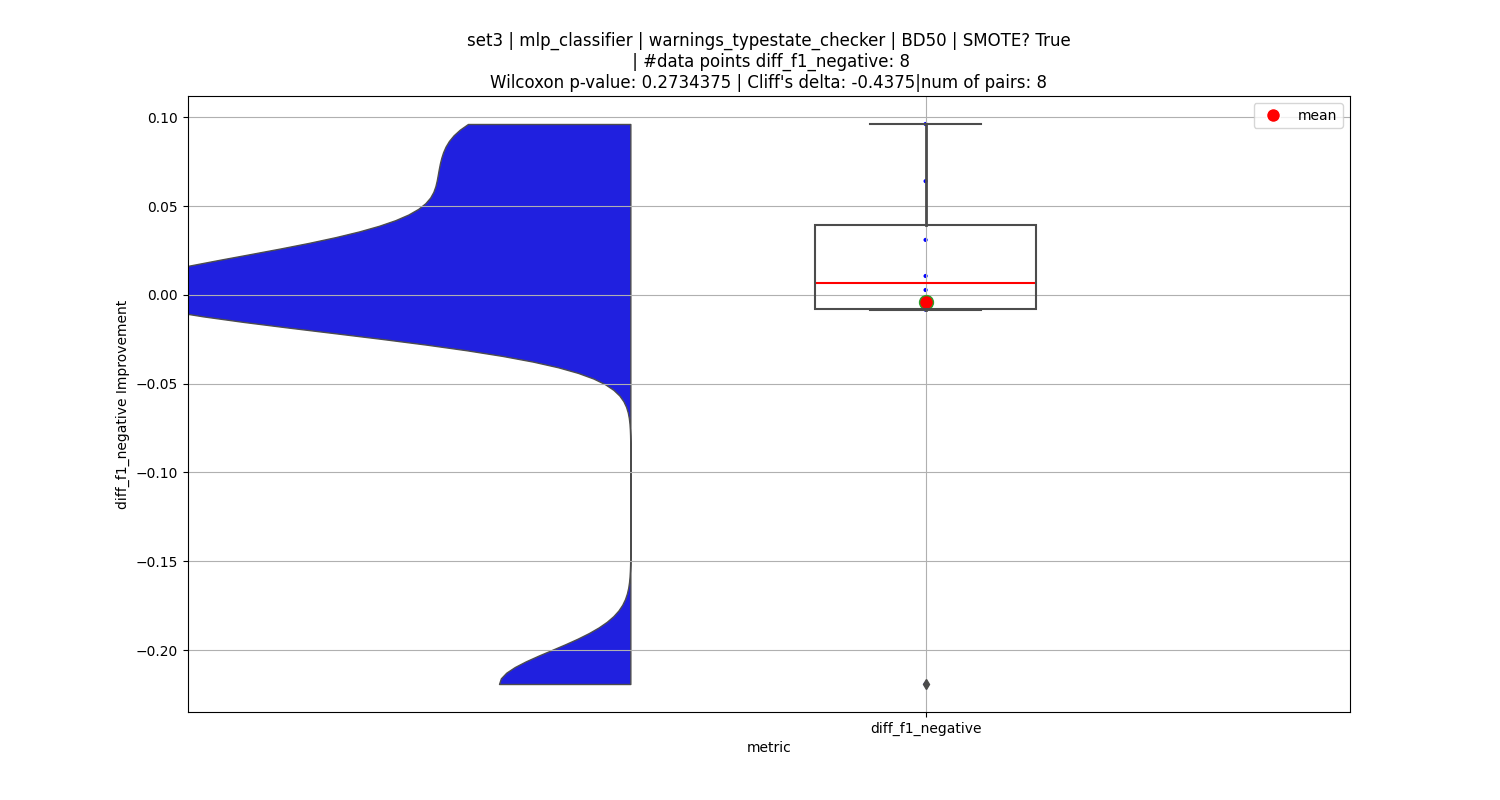 set3 | mlp_classifier | warnings_typestate_checker | BD50 | SMOTE? True
| #data points diff_f1_negative: 8
Wilcoxon p-value: 0.2734375 | Cliff's delta: -0.4375|num of pairs: 8
mean
0.10
0.05
0.00
−0.05
−0.10
−0.15
−0.20
diff_f1_negative Improvement
diff_f1_negative
metric